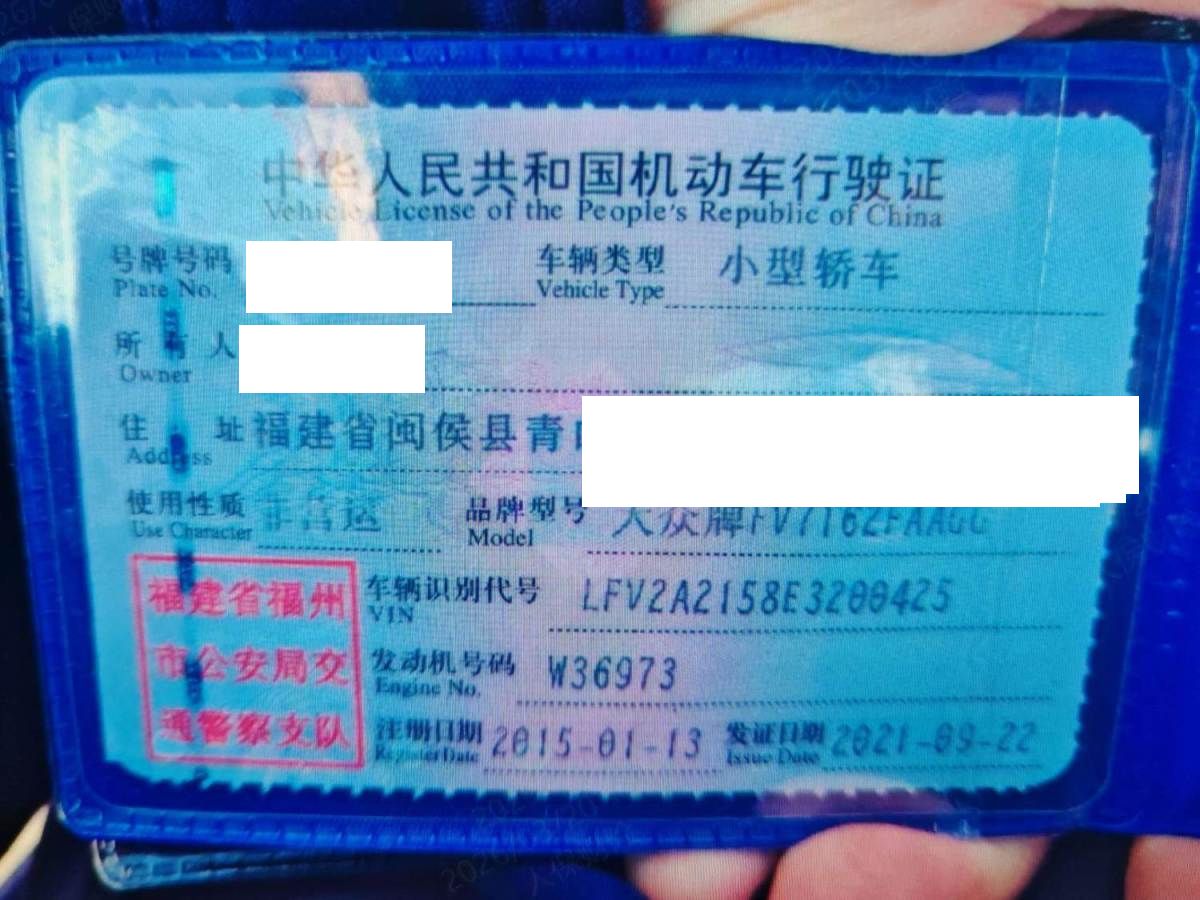 中华人民共和国机动车行驶证
Vehicle License of the People's Republic of China
号牌号码 车辆类型 小型轿车
Plate No. Vehicle Type
所有人
Owner
住址 福建省闽侯县青
Address
使用性质 非营运 品牌型号 大众牌FV7162FAAGG
Use Character Model
福建省福州
市公安局交
通警察支队
车辆识别代号 LFV2A2158E3200425
VIN
发动机号码 W36973
Engine No.
注册日期 2015-01-13 发证日期 2021-09-22
Register Date Issue Date